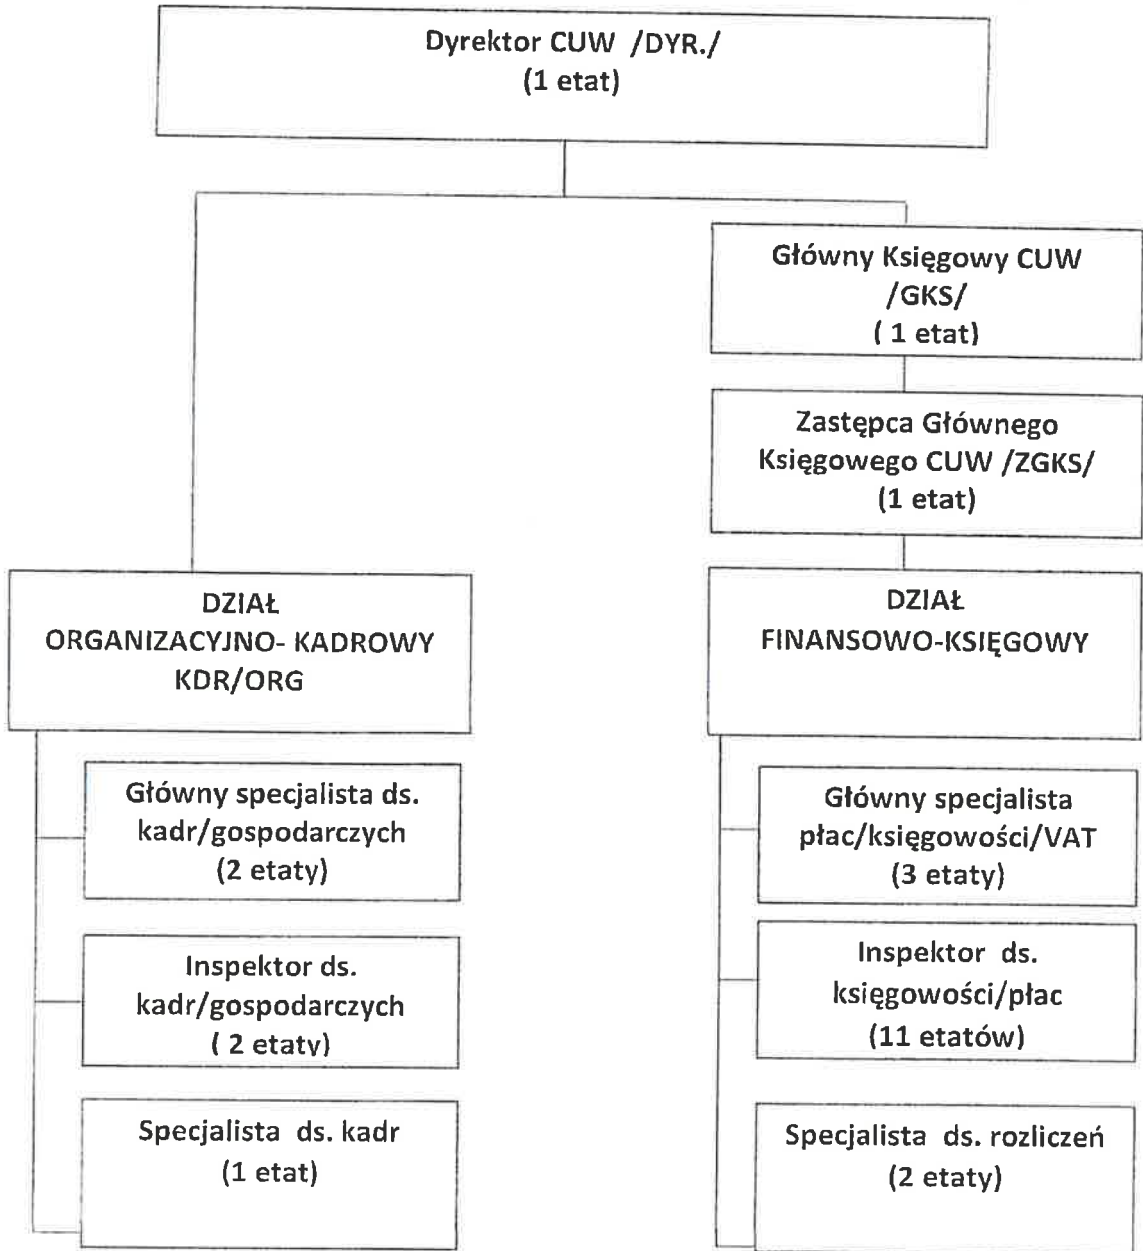 Dyrektor CUW /DYR./
(1 etat)
Główny Księgowy CUW
/GKS/
( 1 etat)
Zastępca Głównego
Księgowego CUW /ZGKS/
(1 etat)
DZIAŁ
ORGANIZACYJNO- KADROWY
KDR/ORG
Główny specjalista ds.
kadr/gospodarczych
(2 etaty)
Inspektor ds.
kadr/gospodarczych
( 2 etaty)
Specjalista ds. kadr
(1 etat)
DZIAŁ
FINANSOWO-KSIĘGOWY
Główny specjalista
płac/księgowości/VAT
(3 etaty)
Inspektor ds.
księgowości/płac
(11 etatów)
Specjalista ds. rozliczeń
(2 etaty)